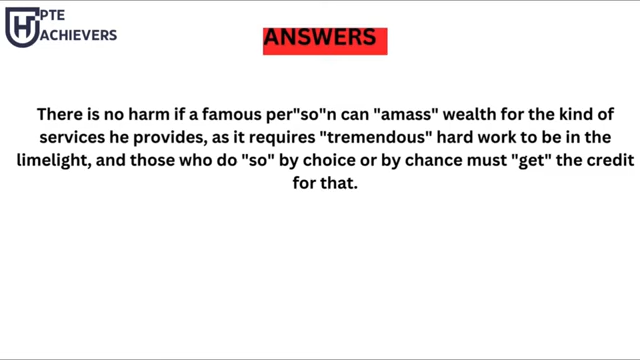 PTE
ACHIEVERS
ANSWERS
There is no harm if a famous per"so"n can "amass" wealth for the kind of
services he provides, as it requires "tremendous" hard work to be in the
limelight, and those who do "so" by choice or by chance must "get" the credit
for that.